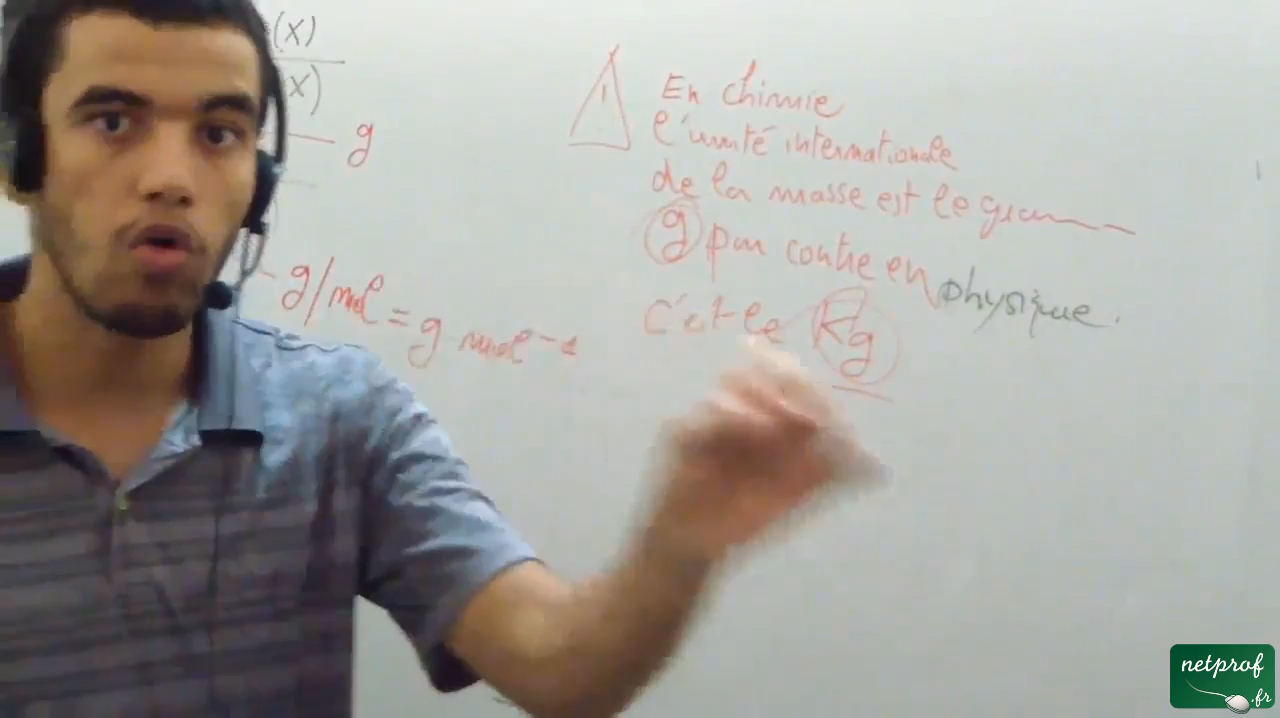 (X)
(X)
g
g/mol = g mol⁻¹
! En chimie
l'unité internationale
de la masse est le gram
g par contre en physique.
c'est le Kg
netprof
.fr